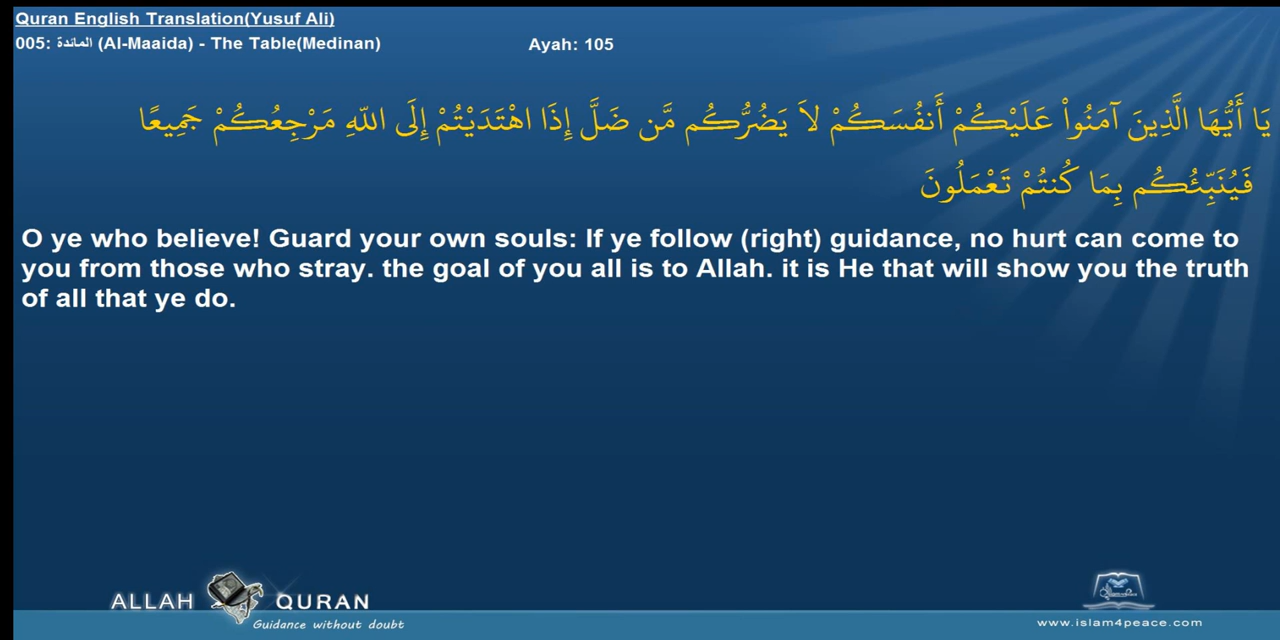 Quran English Translation(Yusuf Ali)
005: المائدة (Al-Maaida) - The Table(Medinan)
Ayah: 105
يَا أَيُّهَا الَّذِينَ آمَنُواْ عَلَيْكُمْ أَنفُسَكُمْ لاَ يَضُرُّكُم مَّن ضَلَّ إِذَا اهْتَدَيْتُمْ إِلَى اللّهِ مَرْجِعُكُمْ جَمِيعًا
فَيُنَبِّئُكُم بِمَا كُنتُمْ تَعْمَلُونَ
O ye who believe! Guard your own souls: If ye follow (right) guidance, no hurt can come to
you from those who stray. the goal of you all is to Allah. it is He that will show you the truth
of all that ye do.
ALLAH QURAN
Guidance without doubt
www.islam4peace.com